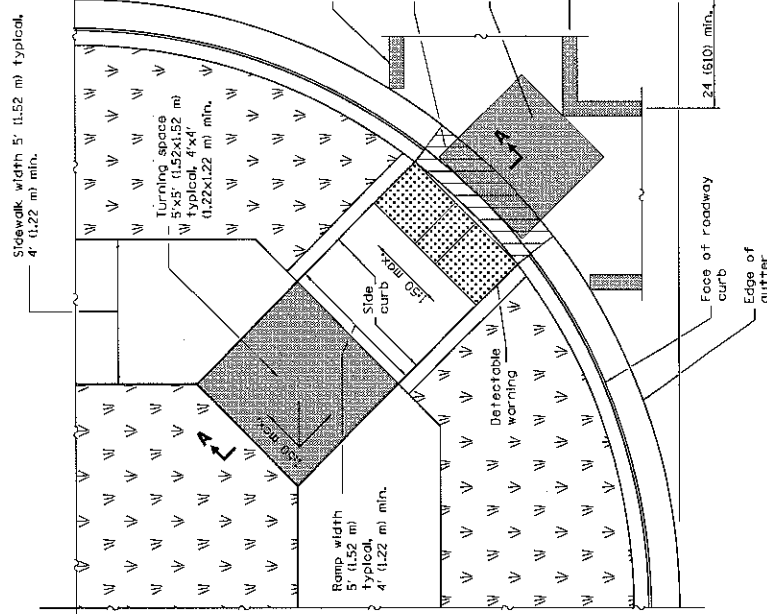 Sidewalk width 5' (1.52 m) typical,
4' (1.22 m) min.
Turning space
5'x5' (1.52x1.52 m)
typical, 4'x4'
(1.22x1.22 m) min.
A
1:50 max.
Ramp width
5' (1.52 m)
typical,
4' (1.22 m) min.
Side
curb
1:50 max.
Detectable
warning
A
24 (610) min.
Face of roadway
curb
Edge of
gutter